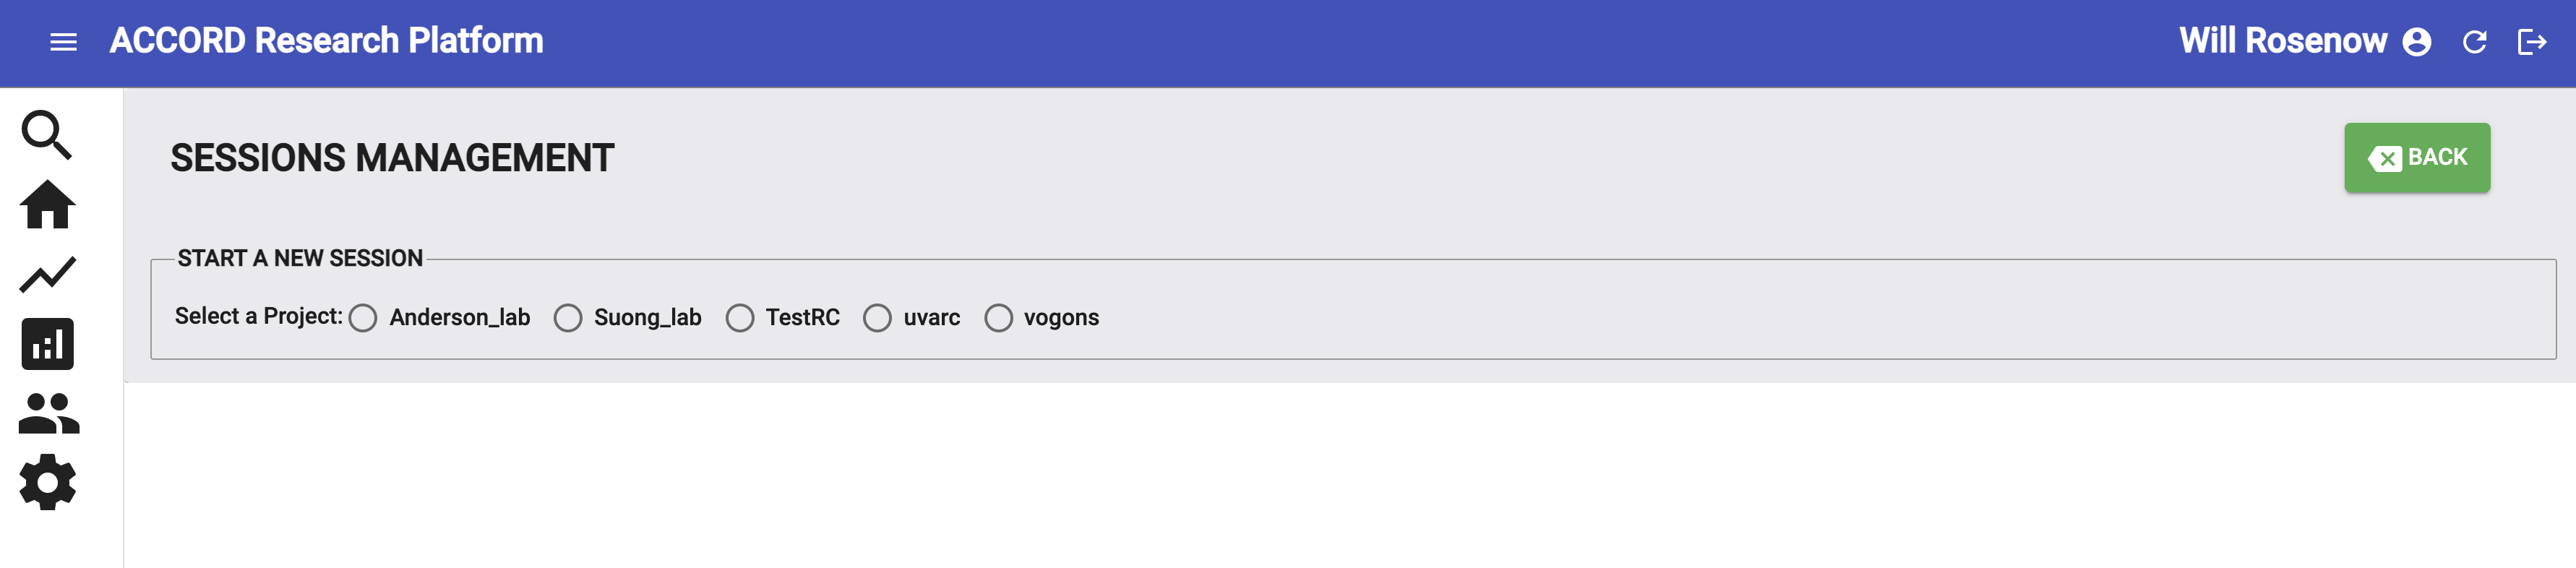 ACCORD Research Platform
Will Rosenow
SESSIONS MANAGEMENT
BACK
START A NEW SESSION
Select a Project: Anderson_lab Suong_lab TestRC uvarc vogons